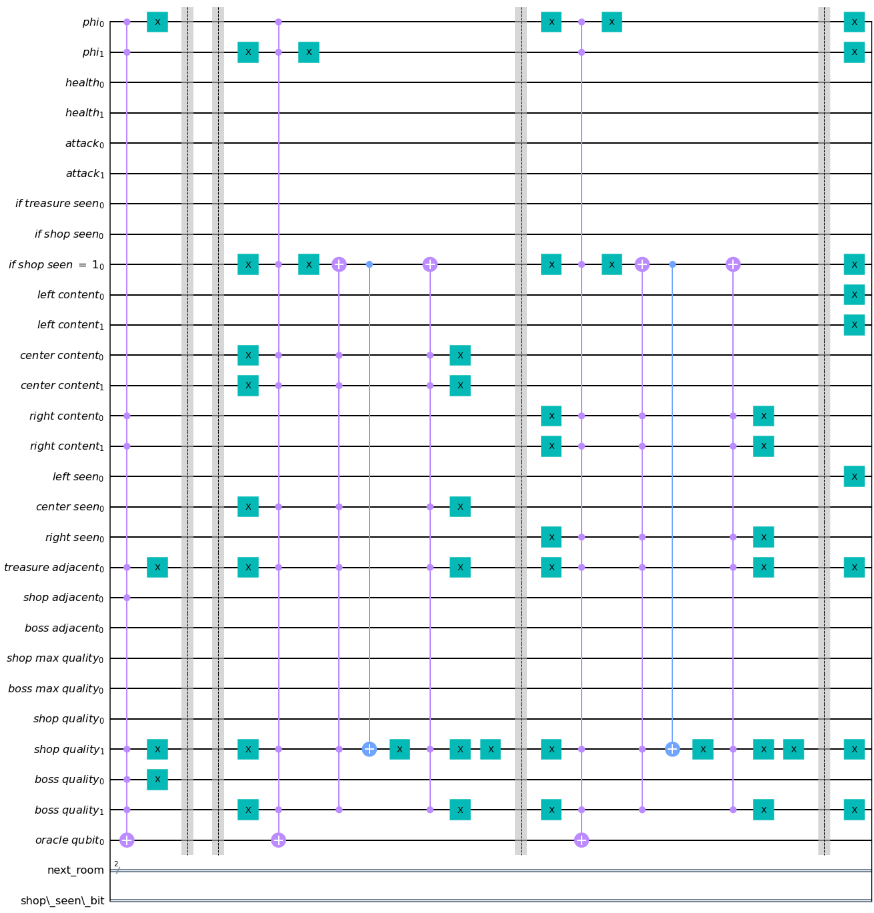 phi0 X X X X
phi1 X X X
health0
health1
attack0
attack1
if treasure seen0
if shop seen0
if shop seen = 10 X X X X X
left content0 X
left content1 X
center content0 X X
center content1 X X
right content0 X X
right content1 X X
left seen0 X
center seen0 X X
right seen0 X X
treasure adjacent0 X X X X X X
shop adjacent0
boss adjacent0
shop max quality0
boss max quality0
shop quality0
shop quality1 X X X X X X X X X X
boss quality0 X
boss quality1 X X X X X
oracle qubit0
next_room 2
shop\_seen\_bit